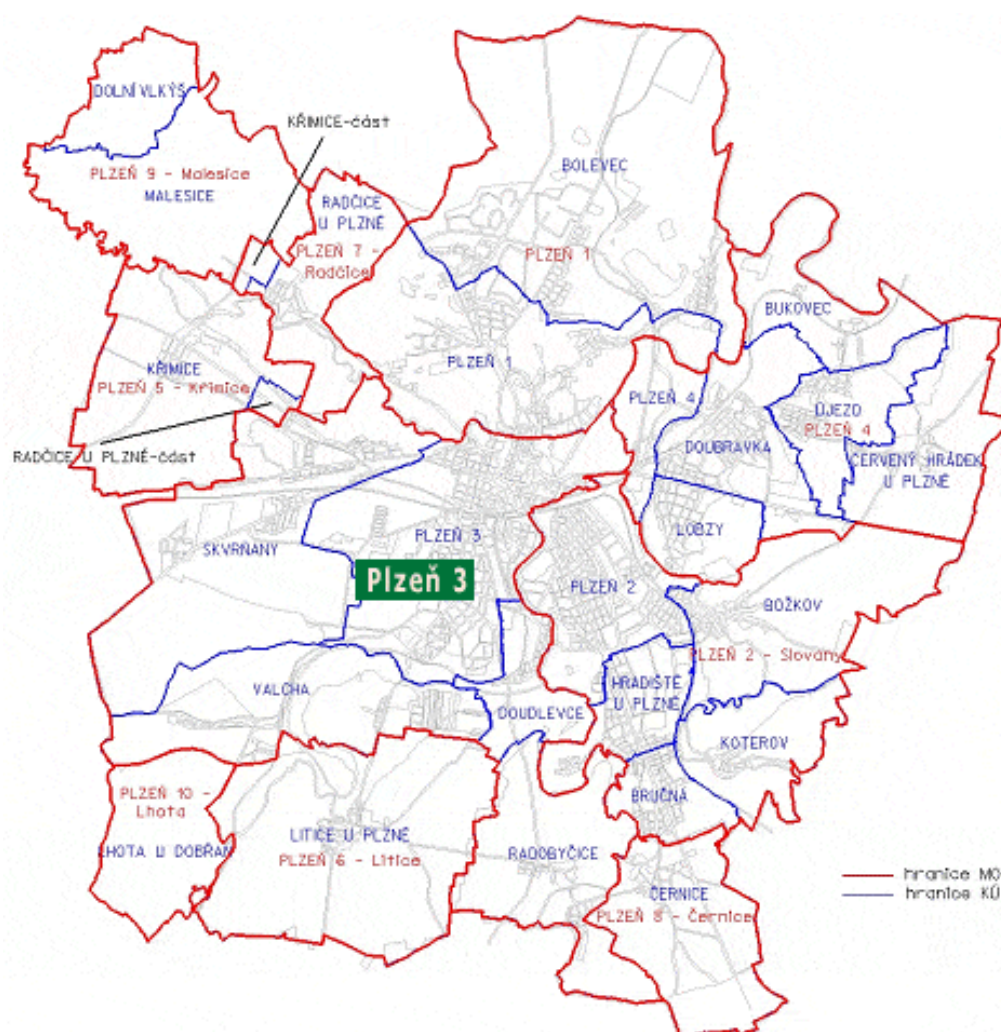 DOLNÍ VLKÝŠ
KŘIMICE-část
PLZEŇ 9 - Malesice
MALESICE
RADČICE
U PLZNĚ
PLZEŇ 7 -
Radčice
BOLEVEC
PLZEŇ 1
BUKOVEC
PLZEŇ 1
KŘIMICE
PLZEŇ 5 - Křimice
PLZEŇ 4
ÚJEZD
PLZEŇ 4
DOUBRAVKA
ČERVENÝ HRÁDEK
U PLZNĚ
RADČICE U PLZNĚ-část
LOBZY
SKVRŇANY
PLZEŇ 3
Plzeň 3
PLZEŇ 2
BOŽKOV
PLZEŇ 2 - Slovany
HRADIŠTĚ
U PLZNĚ
VALCHA
DOUDLEVCE
KOTEROV
PLZEŇ 10 -
Lhota
BRUČNÁ
LHOTA U DOBŘAN
LITICE U PLZNĚ
PLZEŇ 6 - Litice
RADOBYČICE
ČERNICE
PLZEŇ 8 - Černice
hranice MO
hranice KÚ